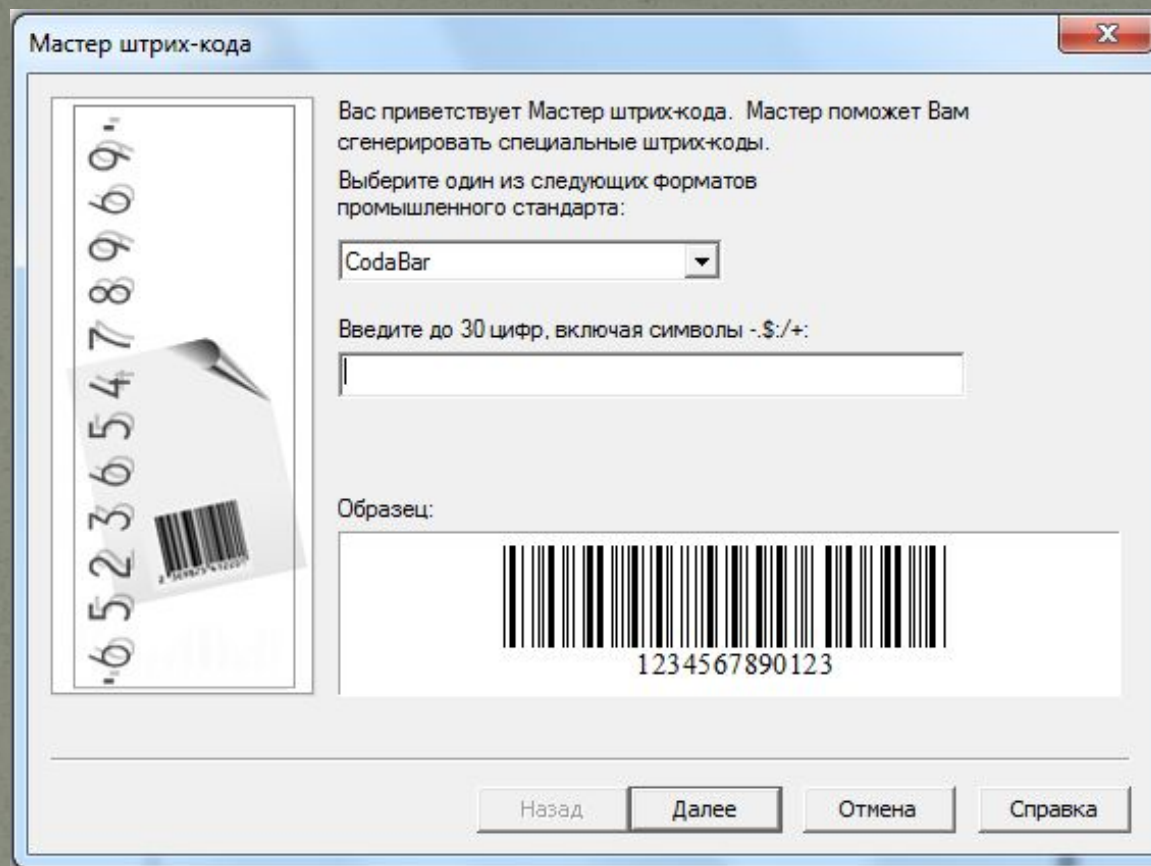 Мастер штрих-кода
Вас приветствует Мастер штрих-кода. Мастер поможет Вам
сгенерировать специальные штрих-коды.
Выберите один из следующих форматов
промышленного стандарта:
CodaBar
Введите до 30 цифр, включая символы -.$:/+:
Образец:
1234567890123
-652365478969-
Назад
Далее
Отмена
Справка